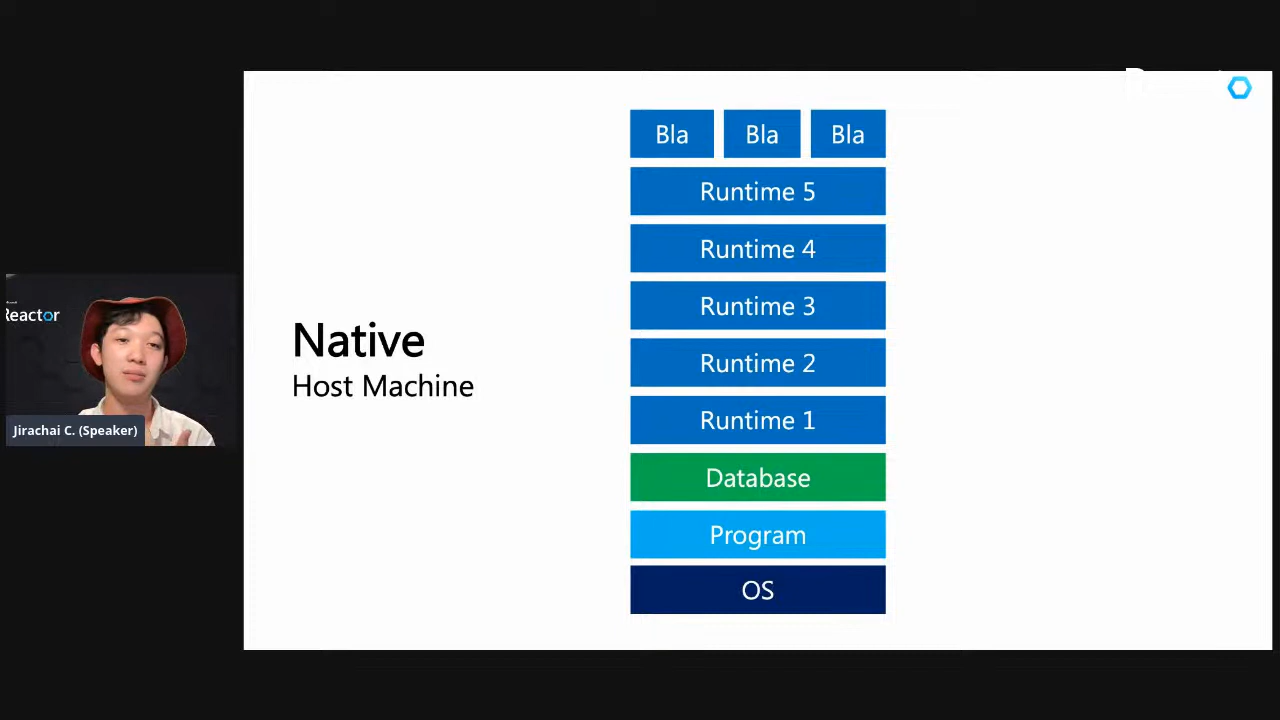 Bla Bla Bla
Runtime 5
Runtime 4
Runtime 3
Runtime 2
Runtime 1
Database
Program
OS
Native
Host Machine
Reactor
Jirachai C. (Speaker)